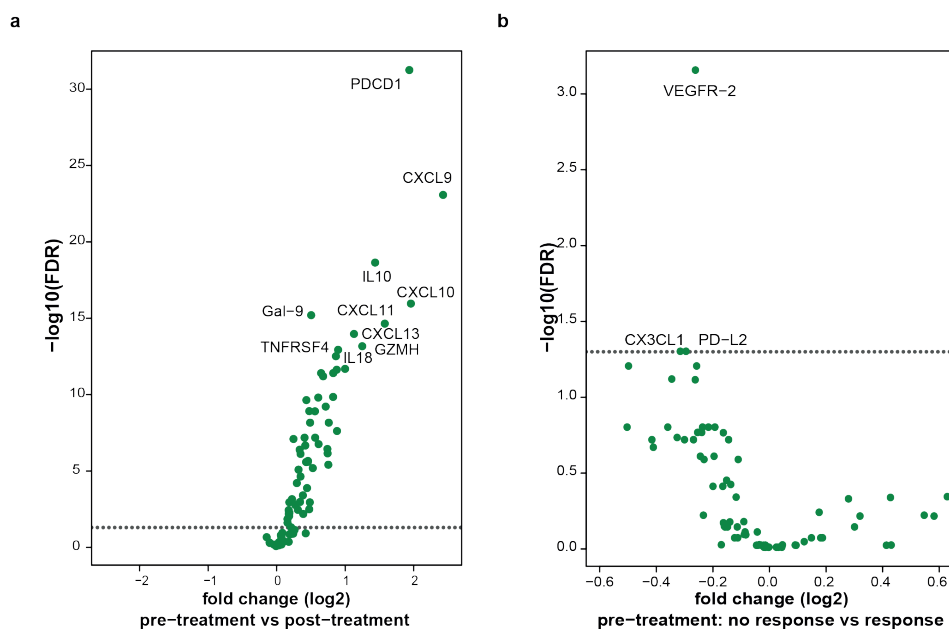 a
b
30
25
20
15
10
5
0
−log10(FDR)
PDCD1
CXCL9
IL10
CXCL10
Gal−9
CXCL11
CXCL13
TNFRSF4
GZMH
IL18
−2
−1
0
1
2
fold change (log2)
pre−treatment vs post−treatment
3.0
2.5
2.0
1.5
1.0
0.5
0.0
−log10(FDR)
VEGFR−2
CX3CL1
PD−L2
−0.6
−0.4
−0.2
0.0
0.2
0.4
0.6
fold change (log2)
pre−treatment: no response vs response